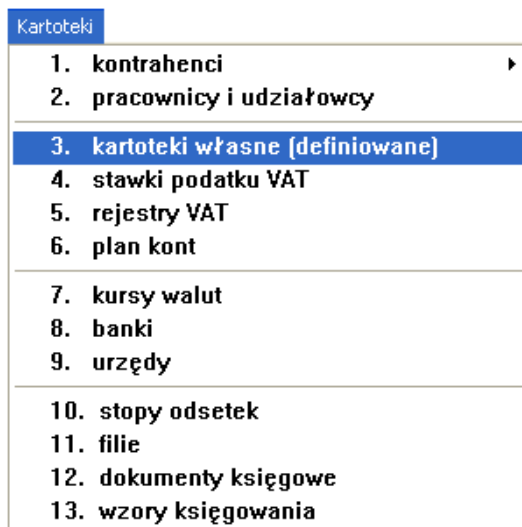 Kartoteki
1. kontrahenci
2. pracownicy i udziałowcy
3. kartoteki własne (definiowane)
4. stawki podatku VAT
5. rejestry VAT
6. plan kont
7. kursy walut
8. banki
9. urzędy
10. stopy odsetek
11. filie
12. dokumenty księgowe
13. wzory księgowania